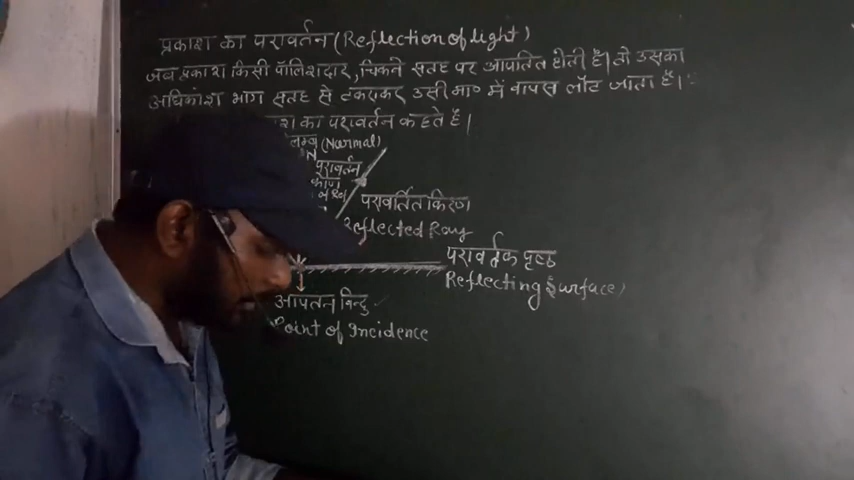 प्रकाश का परावर्तन (Reflection of light)
जब प्रकाश किसी पॉलिशदार, चिकने सतह पर आपतित होती है। तो उसका
अधिकांश भाग सतह से टकराकर उसी मा० में वापस लौट जाता है।
का परावर्तन कहते हैं।
लम्ब (Normal)
N
परावर्तन
कोण
परावर्तित किरण
Reflected Ray
परावर्तक पृष्ठ
Reflecting Surface
आपतन बिन्दु
Point of Incidence